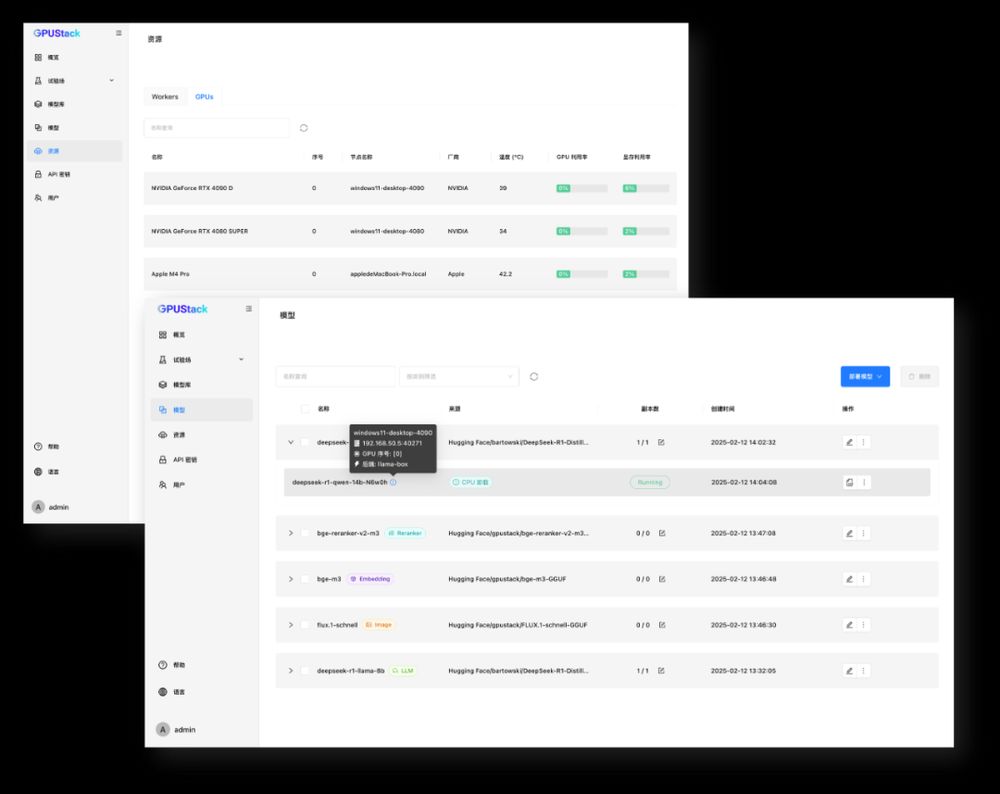 GPUStack
资源
概览
试验场
模型库
模型
资源
API 密钥
用户
帮助
语言
A admin
Workers GPUs
名称查询
名称 序号 节点名称 厂商 温度 (°C) GPU 利用率 显存利用率
NVIDIA GeForce RTX 4090 D 0 windows11-desktop-4090 NVIDIA 39 0% 6%
NVIDIA GeForce RTX 4080 SUPER 0 windows11-desktop-4080 NVIDIA 34 0% 2%
Apple M4 Pro 0 appledeMacBook-Pro.local Apple 42.2 0% 2%
GPUStack
模型
概览
试验场
模型库
模型
资源
API 密钥
用户
帮助
语言
A admin
名称查询 按类别筛选 部署模型 删除
名称 来源 副本数 创建时间 操作
deepseek- Hugging Face/bartowski/DeepSeek-R1-Distill... 1 / 1 2025-02-12 14:02:32
windows11-desktop-4090
192.168.50.5:40271
GPU 序号: [0]
后端: llama-box
deepseek-r1-qwen-14b-N6w0h CPU 卸载 Running 2025-02-12 14:04:08
bge-reranker-v2-m3 Reranker Hugging Face/gpustack/bge-reranker-v2-m3... 0 / 0 2025-02-12 13:47:08
bge-m3 Embedding Hugging Face/gpustack/bge-m3-GGUF 0 / 0 2025-02-12 13:46:48
flux.1-schnell Image Hugging Face/gpustack/FLUX.1-schnell-GGUF 0 / 0 2025-02-12 13:46:30
deepseek-r1-llama-8b LLM Hugging Face/bartowski/DeepSeek-R1-Distill... 1 / 1 2025-02-12 13:32:05